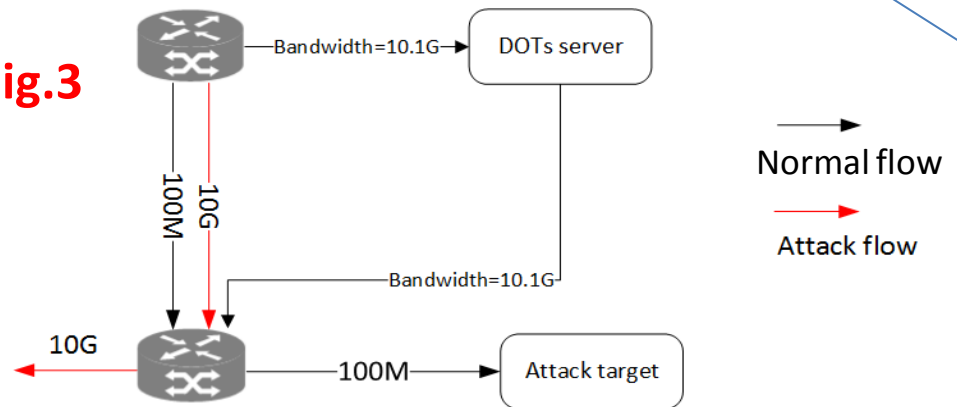 Bandwidth=10.1G
DOTs server
ig.3
100M
10G
Normal flow
Attack flow
Bandwidth=10.1G
10G
100M
Attack target